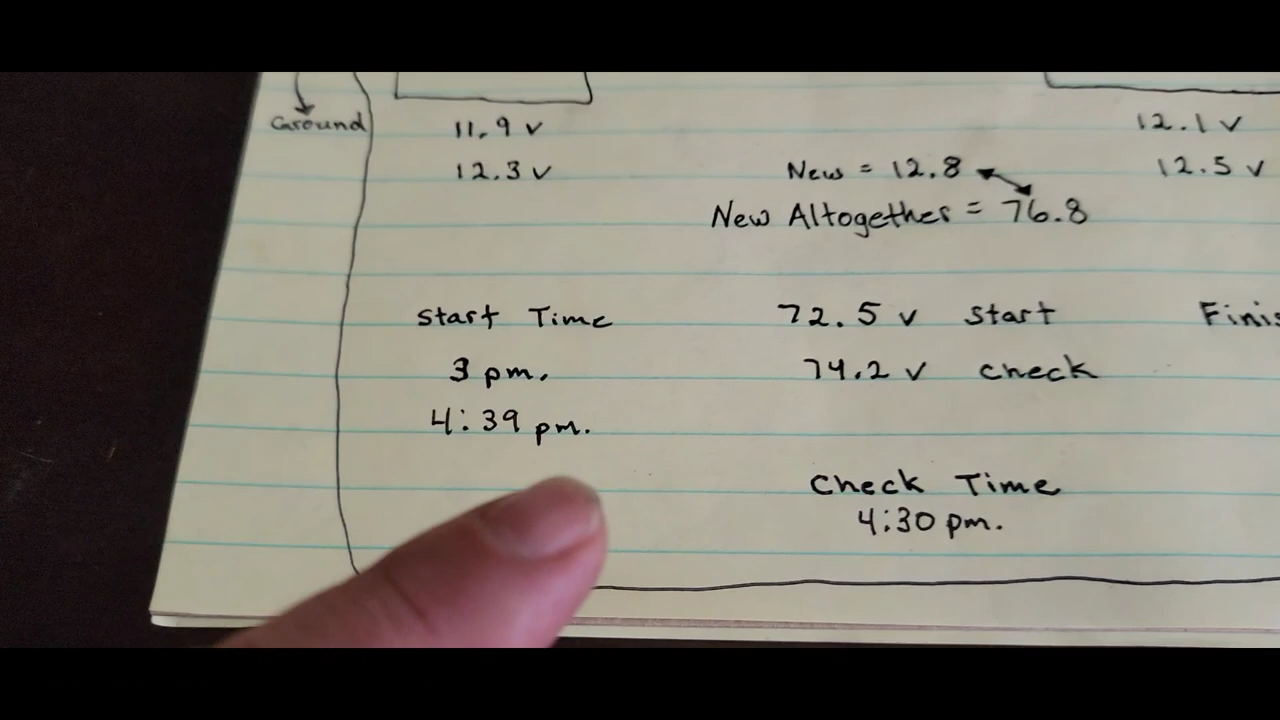 Ground
11.9 v
12.1 v
12.3 v
New = 12.8
12.5 v
New Altogether = 76.8
Start Time
72.5 v start
3 pm.
74.2 v check
4:39 pm.
Check Time
4:30 pm.